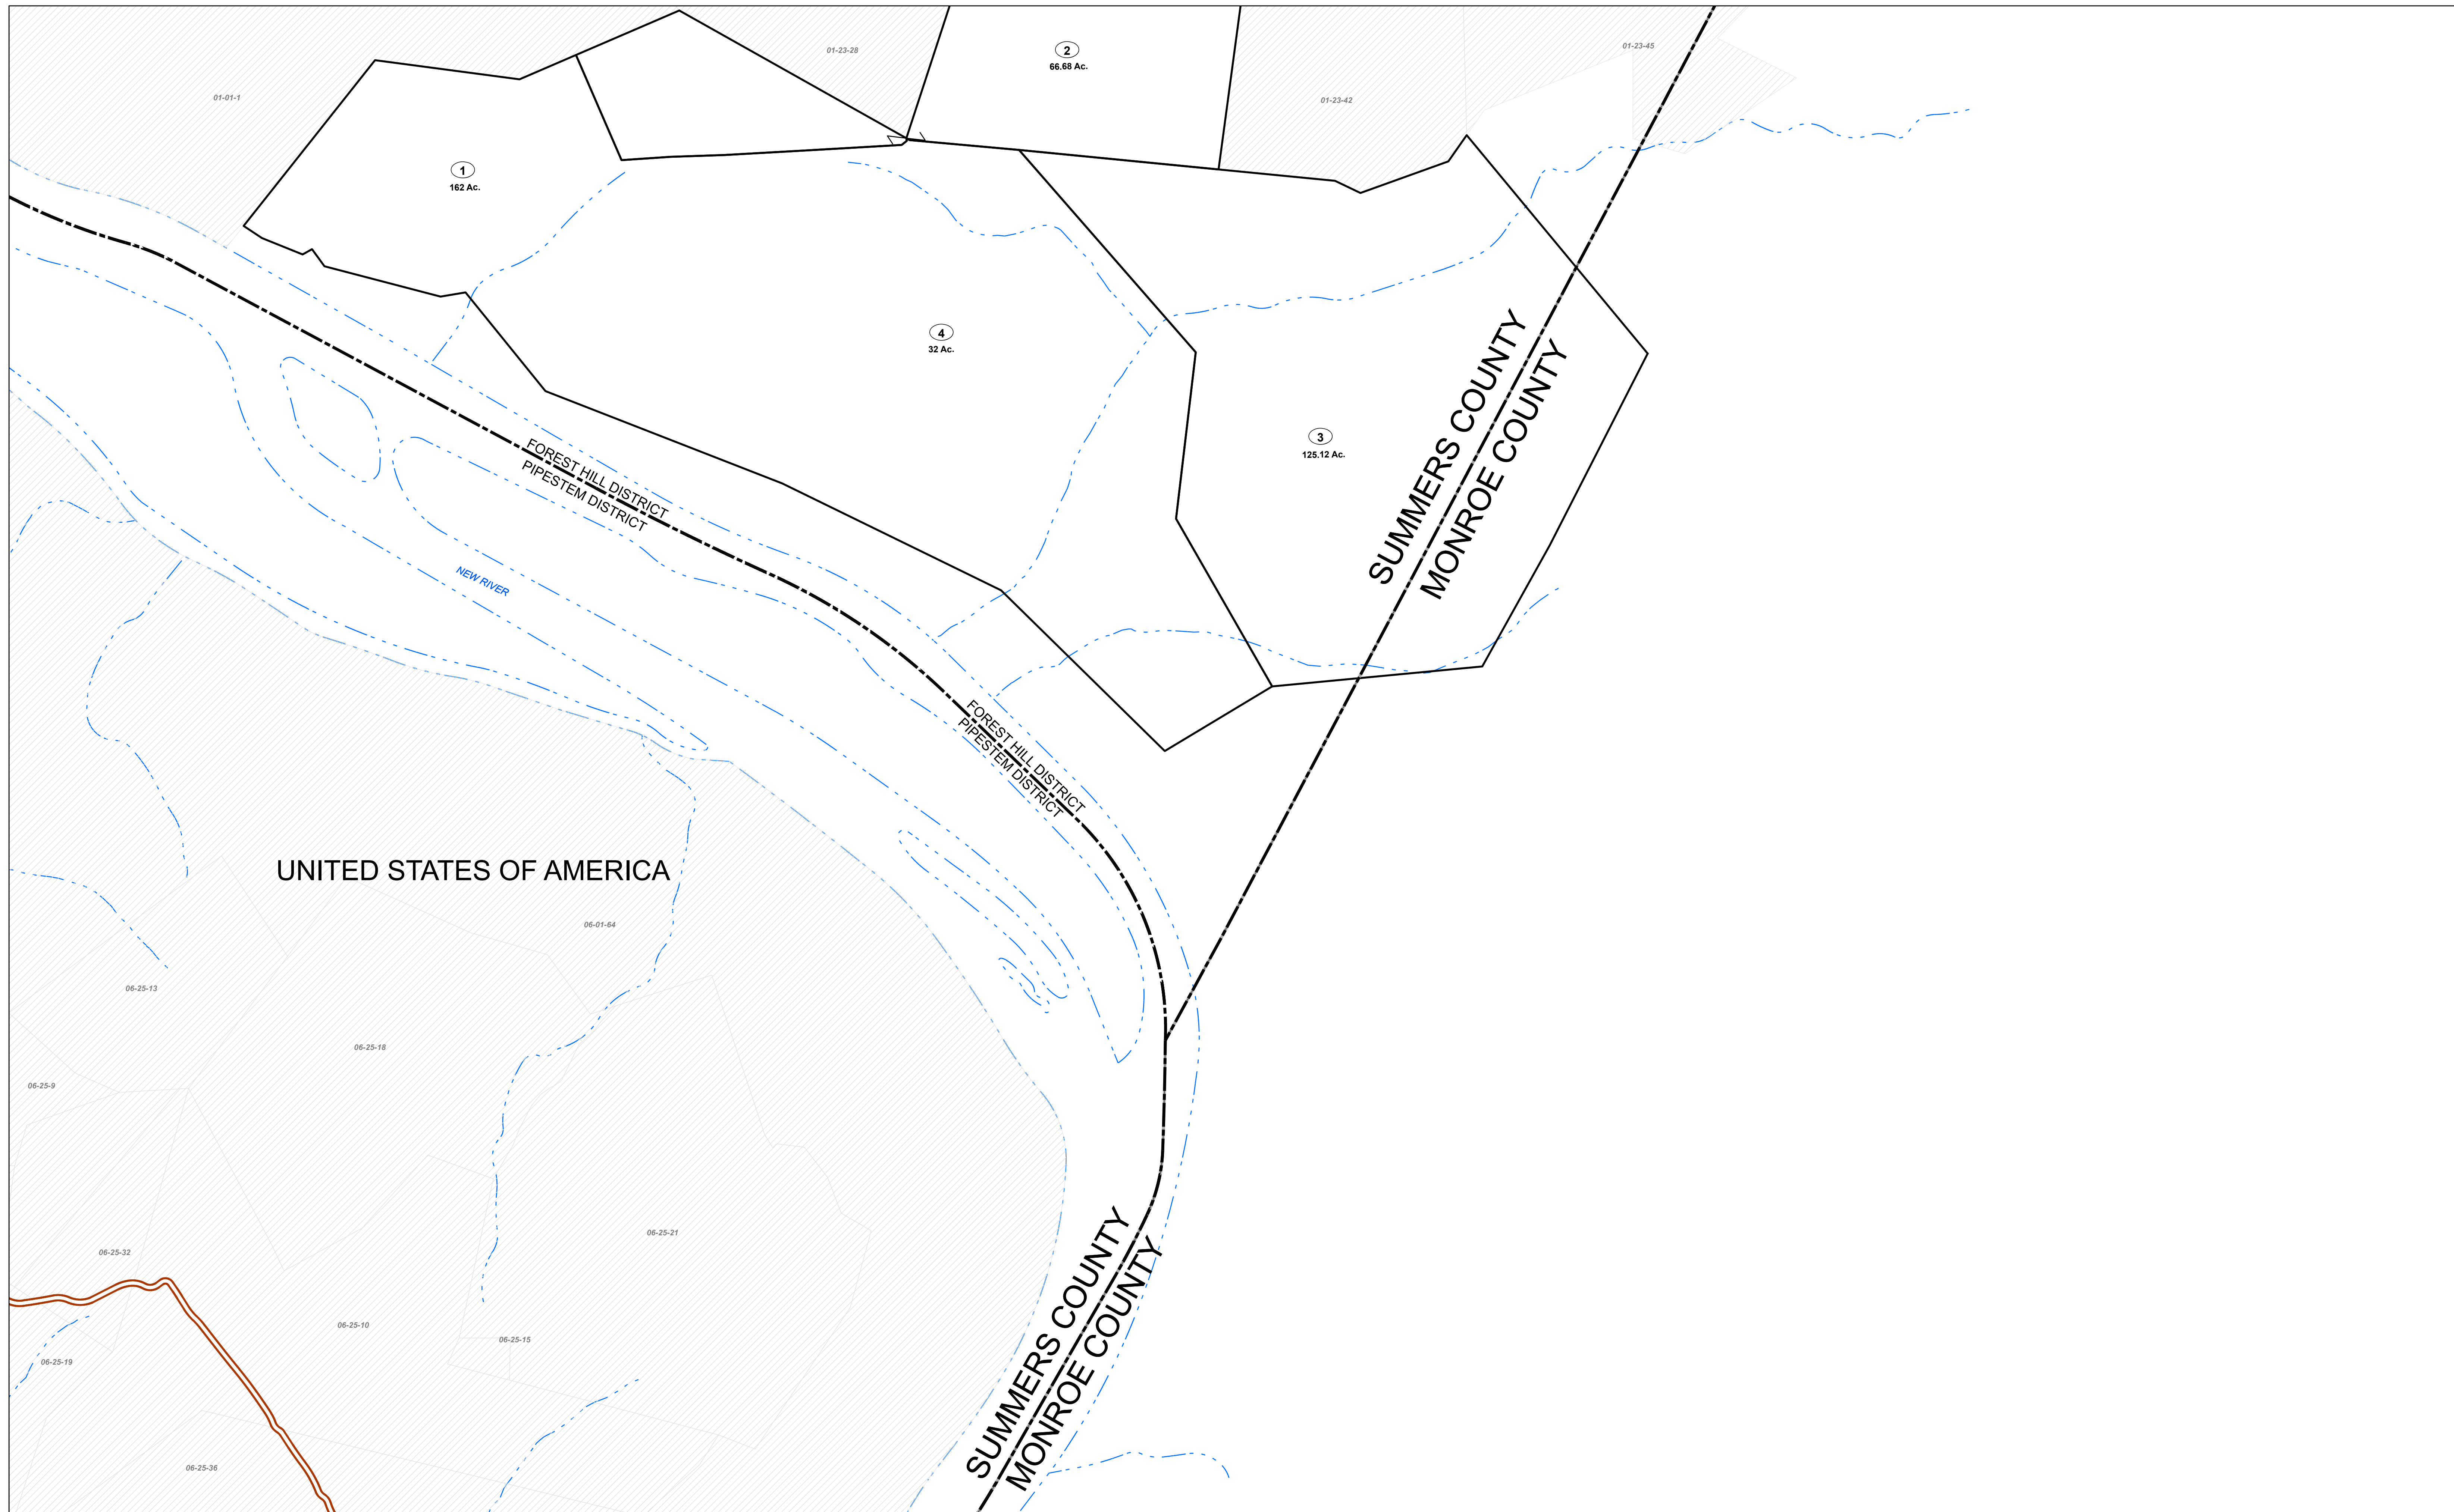 01-23-28
2
66.68 Ac.
01-23-45
01-01-1
01-23-42
1
162 Ac.
4
32 Ac.
3
125.12 Ac.
SUMMERS COUNTY
MONROE COUNTY
FOREST HILL DISTRICT
PIPESTEM DISTRICT
NEW RIVER
FOREST HILL DISTRICT
PIPESTEM DISTRICT
UNITED STATES OF AMERICA
06-01-64
06-25-13
06-25-18
06-25-9
06-25-21
06-25-32
SUMMERS COUNTY
MONROE COUNTY
06-25-10
06-25-15
06-25-19
06-25-36